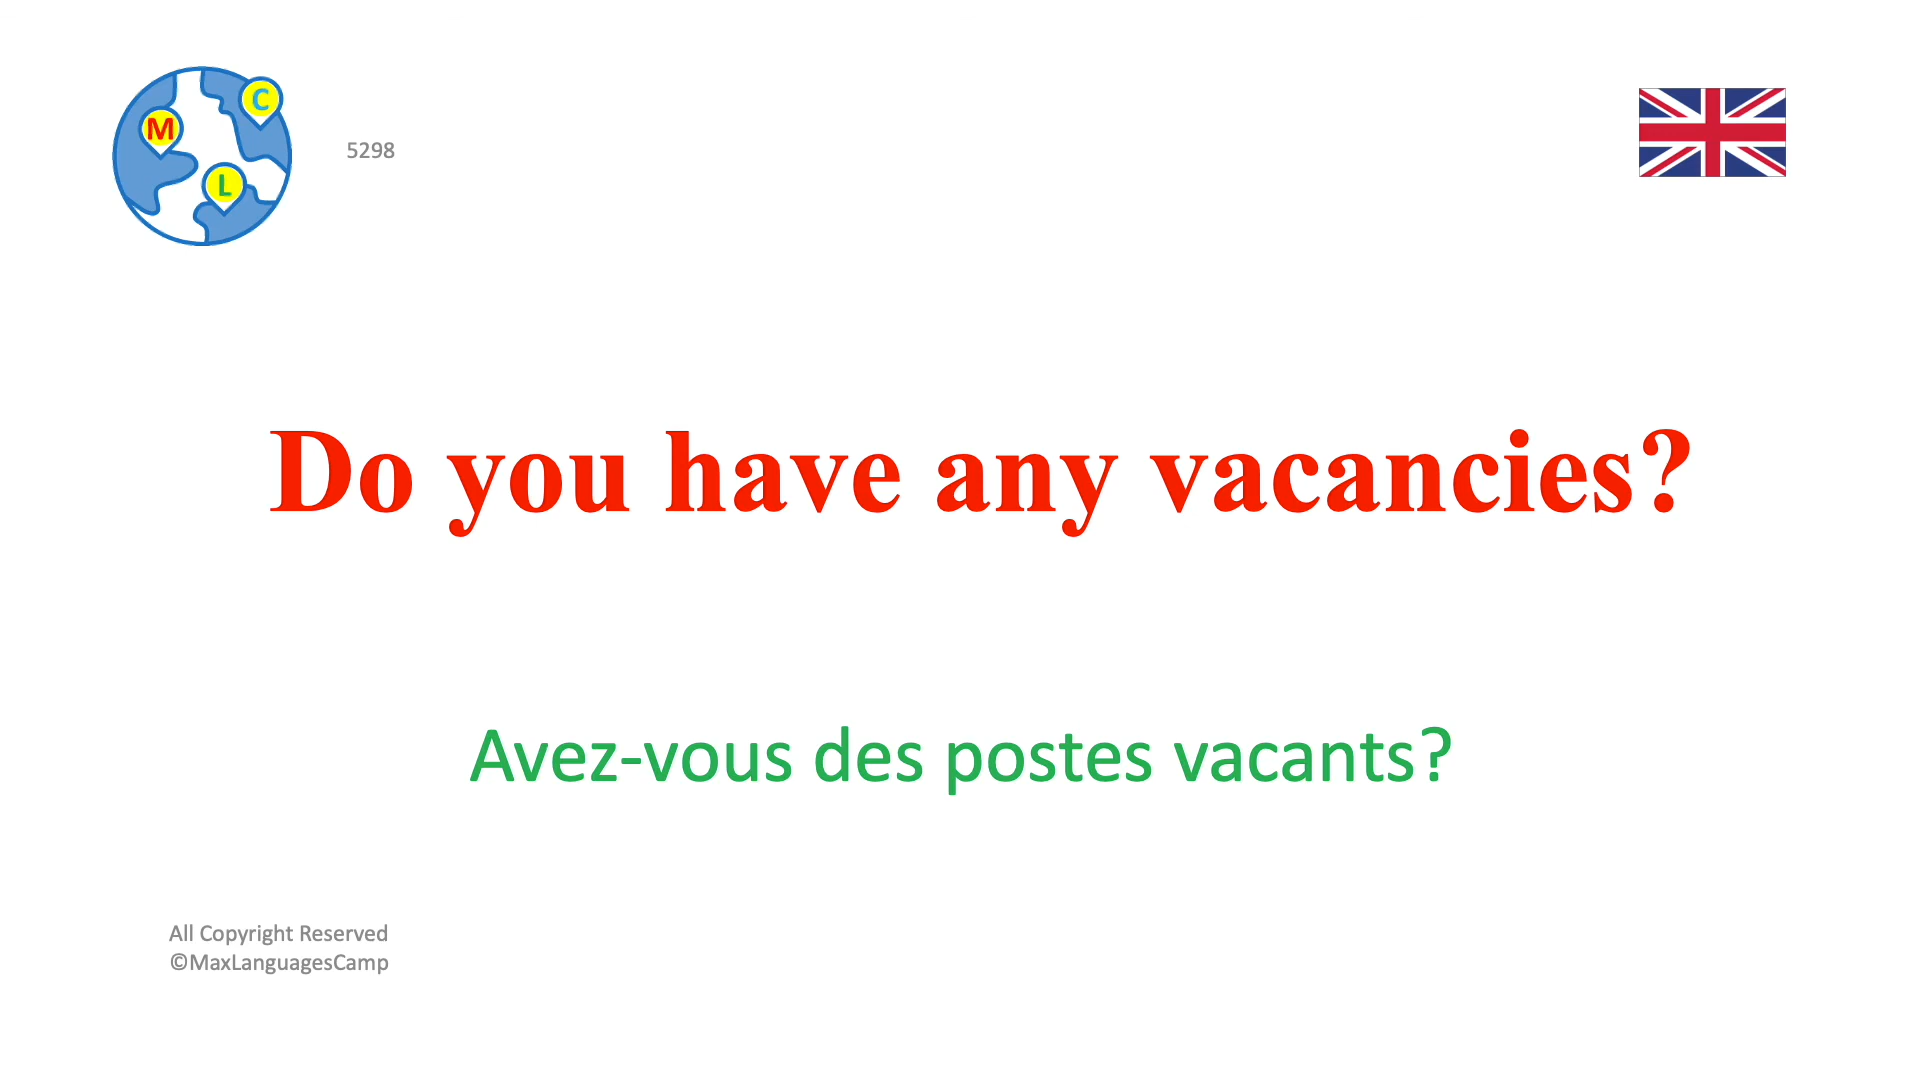 M
C
L
5298
Do you have any vacancies?
Avez-vous des postes vacants?
All Copyright Reserved
©MaxLanguagesCamp